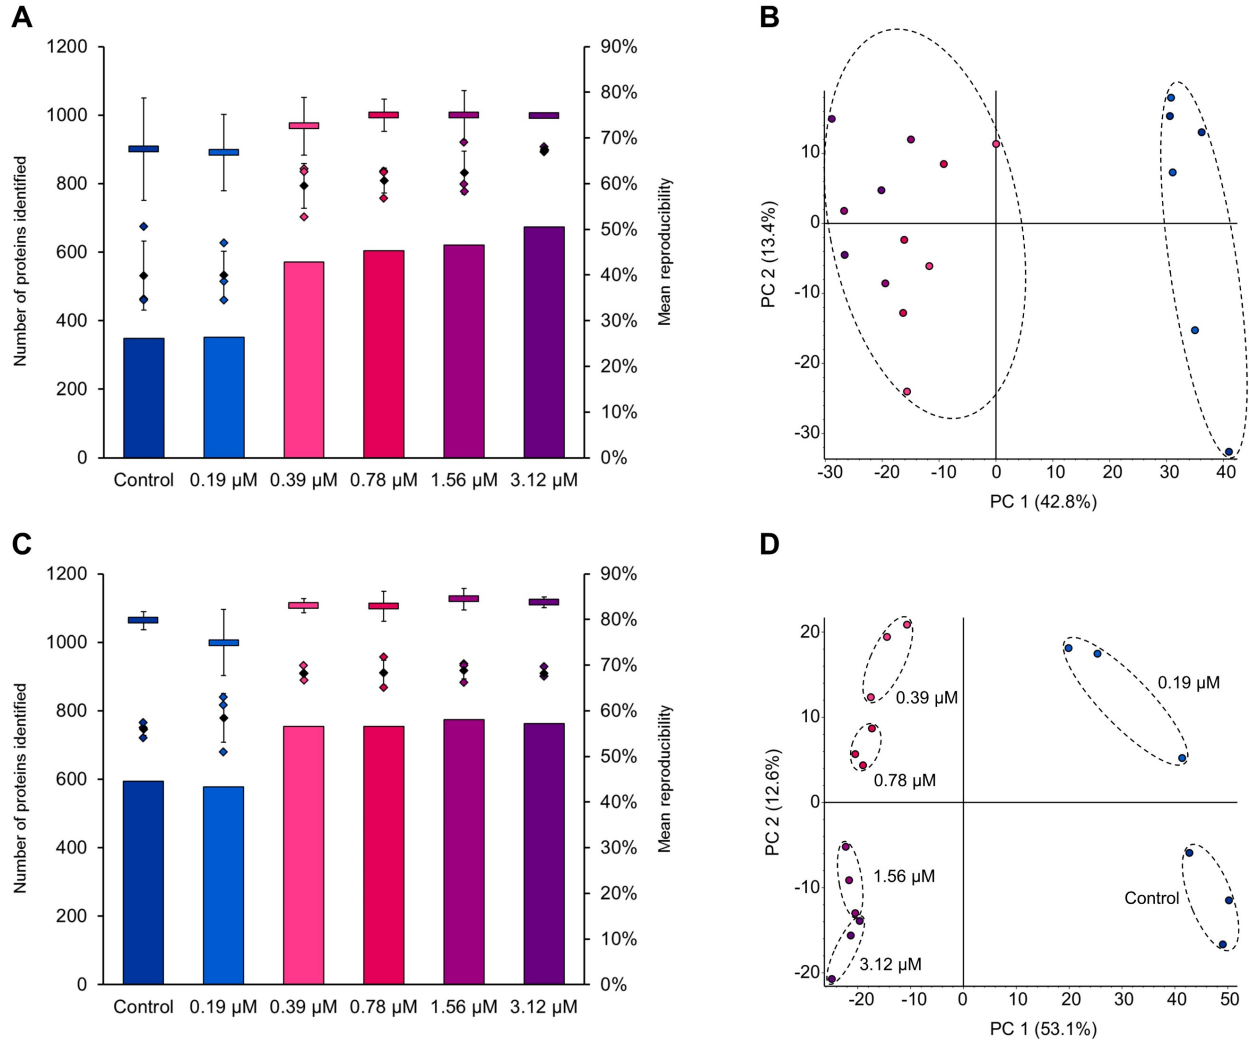 A
1200
1000
800
600
400
200
0
Number of proteins identified
90%
80%
70%
60%
50%
40%
30%
20%
10%
0%
Mean reproducibility
Control 0.19 µM 0.39 µM 0.78 µM 1.56 µM 3.12 µM
B
10
0
-10
-20
-30
PC 2 (13.4%)
-30 -20 -10 0 10 20 30 40
PC 1 (42.8%)
C
1200
1000
800
600
400
200
0
Number of proteins identified
90%
80%
70%
60%
50%
40%
30%
20%
10%
0%
Mean reproducibility
Control 0.19 µM 0.39 µM 0.78 µM 1.56 µM 3.12 µM
D
20
10
0
-10
-20
PC 2 (12.6%)
0.19 µM
0.39 µM
0.78 µM
1.56 µM
Control
3.12 µM
-20 -10 0 10 20 30 40 50
PC 1 (53.1%)